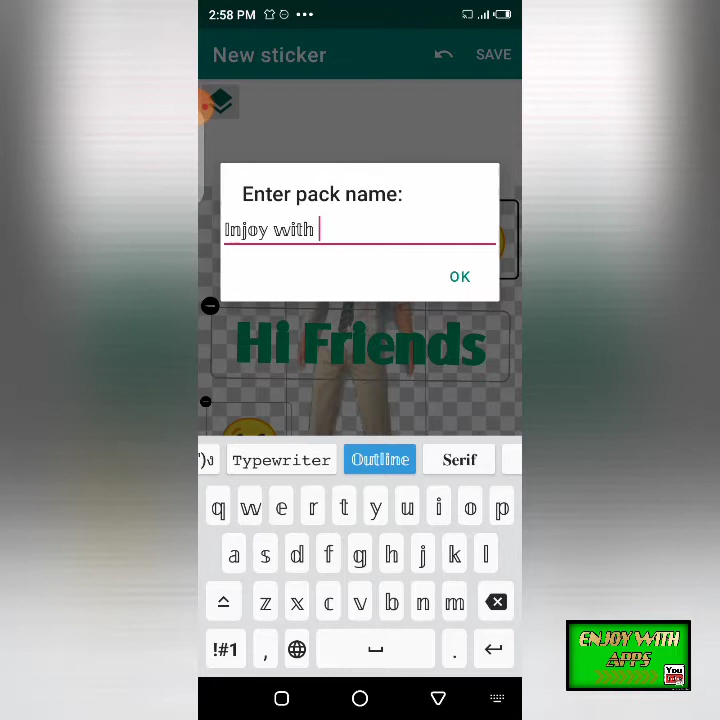 2:58 PM
New sticker
SAVE
Enter pack name:
Injoy with
OK
Hi Friends
Typewriter
Outline
Serif
q w e r t y u i o p
a s d f g h j k l
z x c v b n m
!#1 , .
ENJOY WITH
APPS
You